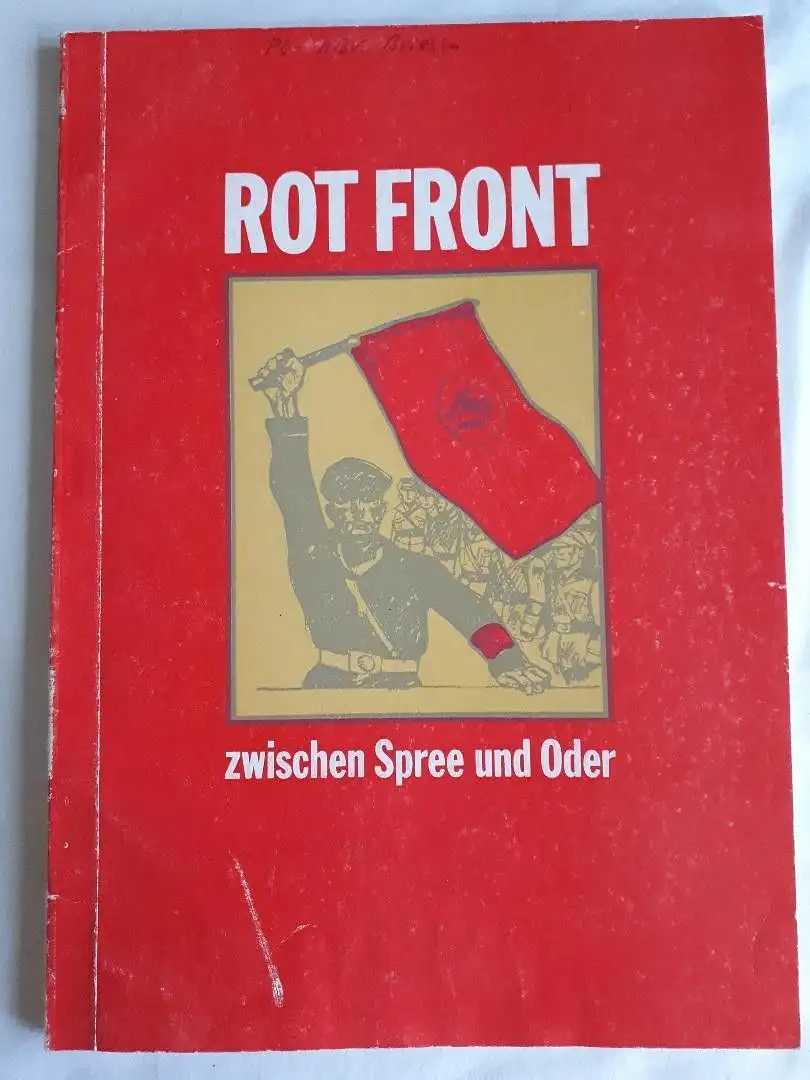 ROT FRONT
zwischen Spree und Oder